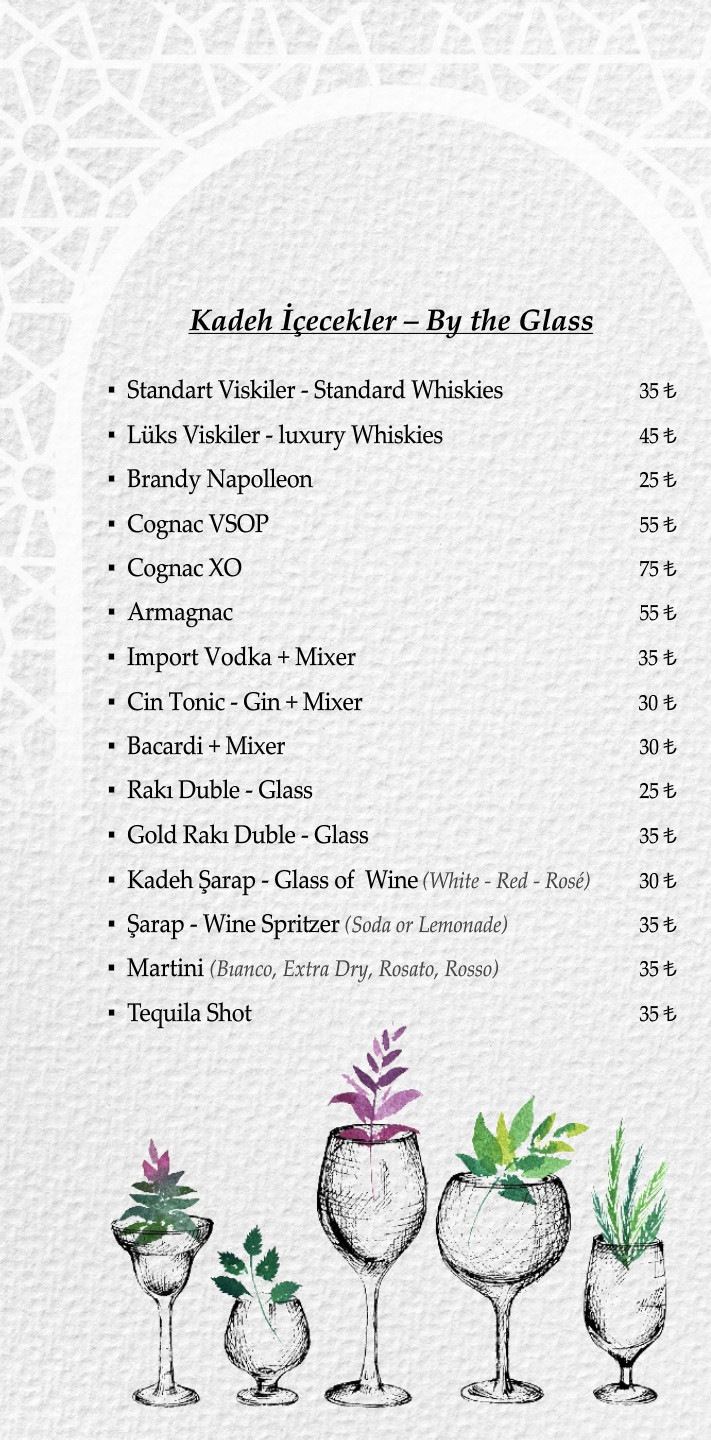 Kadeh İçecekler – By the Glass
▪ Standart Viskiler - Standard Whiskies 35 ₺
▪ Lüks Viskiler - luxury Whiskies 45 ₺
▪ Brandy Napolleon 25 ₺
▪ Cognac VSOP 55 ₺
▪ Cognac XO 75 ₺
▪ Armagnac 55 ₺
▪ Import Vodka + Mixer 35 ₺
▪ Cin Tonic - Gin + Mixer 30 ₺
▪ Bacardi + Mixer 30 ₺
▪ Rakı Duble - Glass 25 ₺
▪ Gold Rakı Duble - Glass 35 ₺
▪ Kadeh Şarap - Glass of Wine (White - Red - Rosé) 30 ₺
▪ Şarap - Wine Spritzer (Soda or Lemonade) 35 ₺
▪ Martini (Bıanco, Extra Dry, Rosato, Rosso) 35 ₺
▪ Tequila Shot 35 ₺